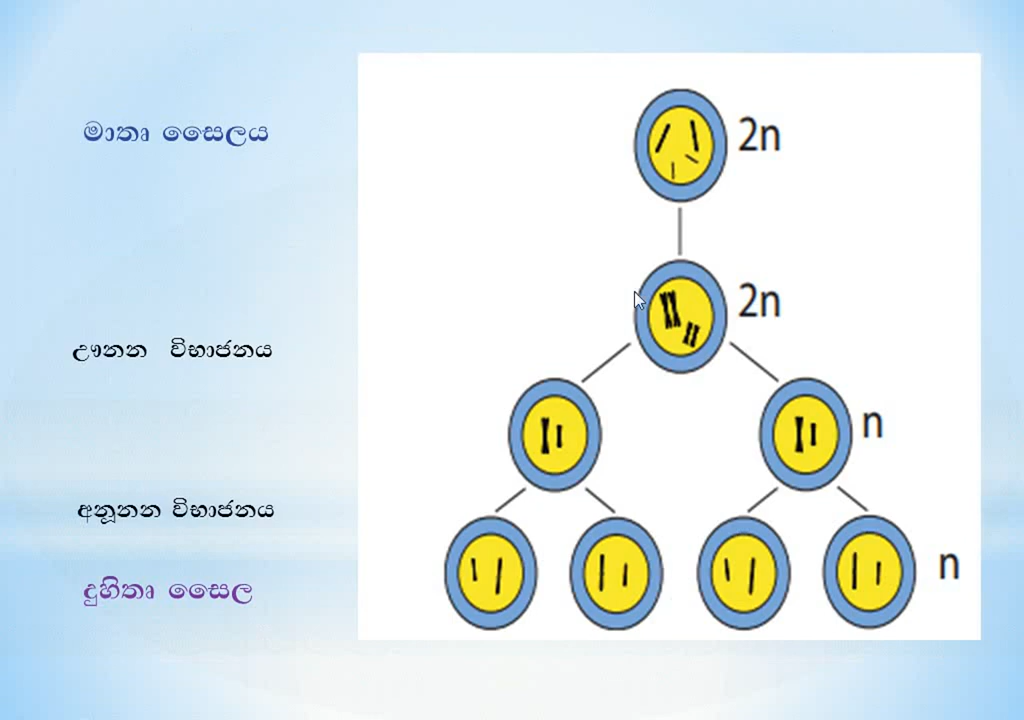 මාතෘ සෛලය
2n
2n
ඌනන විභාජනය
n
අනූනන විභාජනය
දුහිතෘ සෛල
n